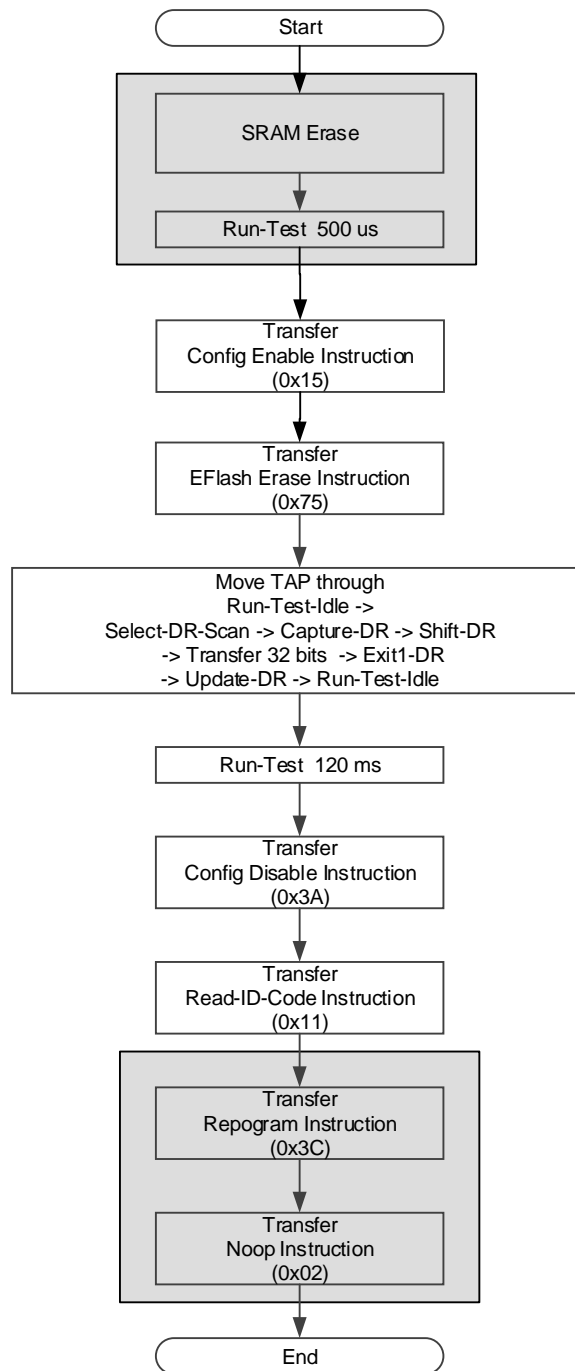 Start
SRAM Erase
Run-Test 500 us
Transfer
Config Enable Instruction
(0x15)
Transfer
EFlash Erase Instruction
(0x75)
Move TAP through
Run-Test-Idle ->
Select-DR-Scan -> Capture-DR -> Shift-DR
-> Transfer 32 bits -> Exit1-DR
-> Update-DR -> Run-Test-Idle
Run-Test 120 ms
Transfer
Config Disable Instruction
(0x3A)
Transfer
Read-ID-Code Instruction
(0x11)
Transfer
Repogram Instruction
(0x3C)
Transfer
Noop Instruction
(0x02)
End